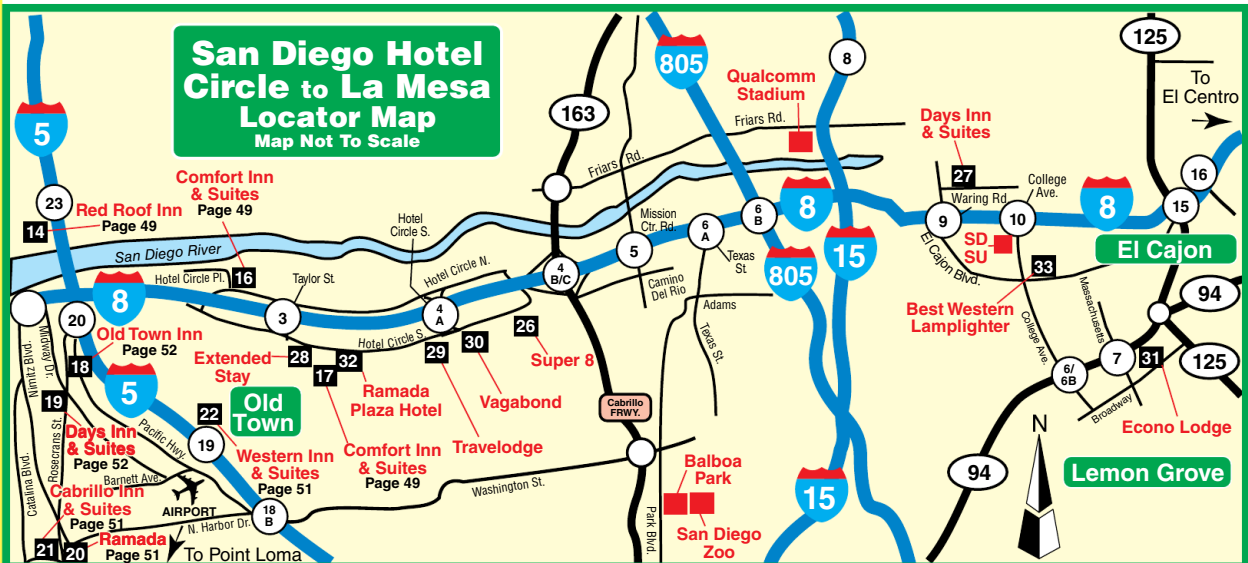 San Diego Hotel
Circle to La Mesa
Locator Map
Map Not To Scale
5
805
8
163
125
To
El Centro
Qualcomm
Stadium
Friars Rd.
Friars Rd.
Days Inn
& Suites
27
Waring Rd.
College
Ave.
16
15
8
9
10
8
6
B
6
A
Texas
St.
Mission
Ctr. Rd.
5
Camino
Del Rio
4
B/C
805
15
SD
SU
El Cajon Blvd.
33
El Cajon
Best Western
Lamplighter
94
125
Massachusetts
College Ave.
6/
6B
7
31
Broadway
Econo Lodge
Lemon Grove
94
N
23
14
Red Roof Inn
Page 49
Comfort Inn
& Suites
Page 49
San Diego River
16
Hotel Circle Pl.
8
Taylor St.
3
Hotel
Circle S.
Hotel Circle N.
4
A
Hotel Circle S.
20
Old Town Inn
Page 52
18
5
Extended
Stay
28
17
32
Ramada
Plaza Hotel
29
30
26
Super 8
Vagabond
Travelodge
Comfort Inn
& Suites
Page 49
Old
Town
22
19
Western Inn
& Suites
Page 51
Nimitz Blvd.
Midway Dr.
19
Days Inn
& Suites
Page 52
Rosecrans St.
Pacific Hwy.
Barnett Ave.
Catalina Blvd.
Cabrillo Inn
& Suites
Page 51
21
20
Ramada
Page 51
AIRPORT
N. Harbor Dr.
To Point Loma
18
B
Washington St.
Cabrillo
FRWY.
Adams
Texas St.
Park Blvd.
Balboa
Park
San Diego
Zoo
15